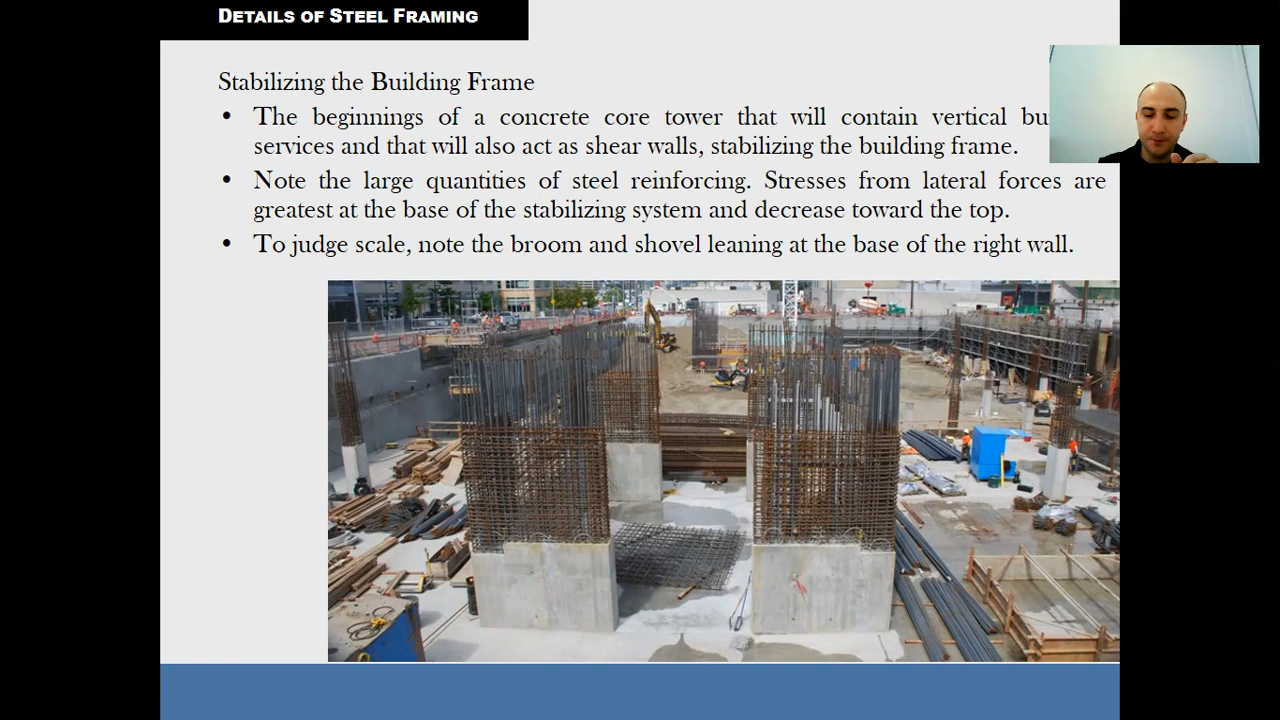 DETAILS OF STEEL FRAMING
Stabilizing the Building Frame
• The beginnings of a concrete core tower that will contain vertical
services and that will also act as shear walls, stabilizing the building frame.
• Note the large quantities of steel reinforcing. Stresses from lateral forces are
greatest at the base of the stabilizing system and decrease toward the top.
• To judge scale, note the broom and shovel leaning at the base of the right wall.